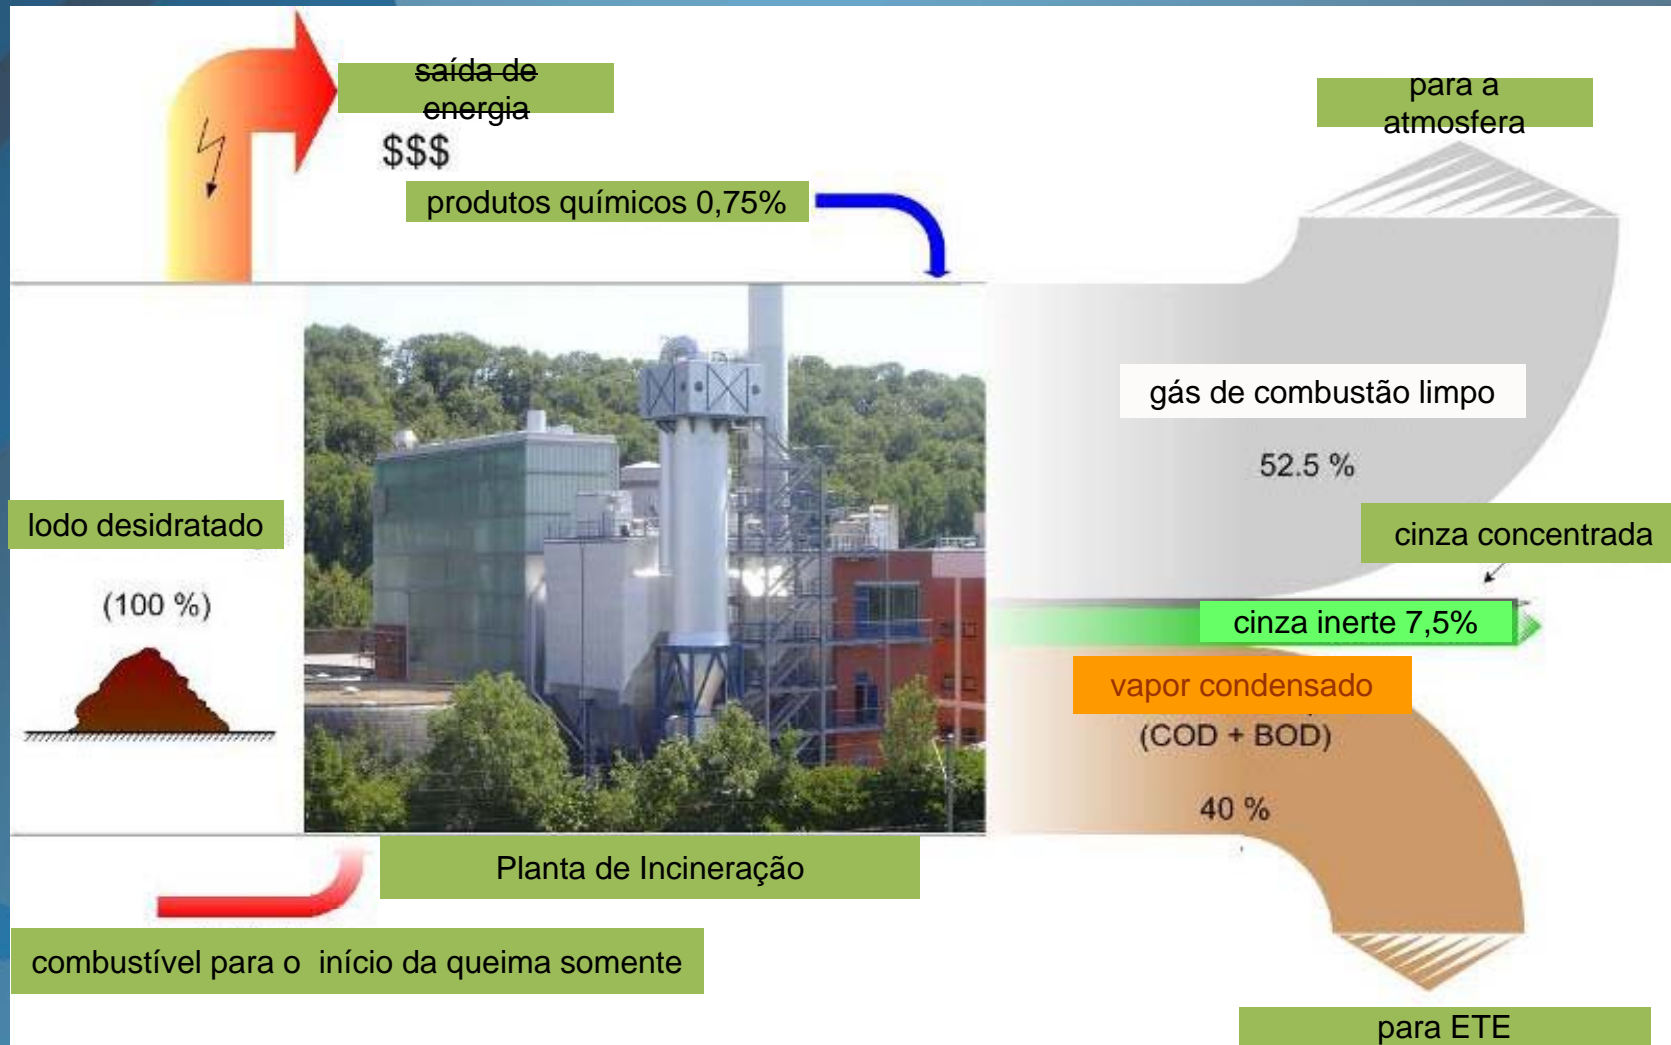 saída de
energia
$$$
para a
atmosfera
produtos químicos 0,75%
gás de combustão limpo
52.5 %
lodo desidratado
(100 %)
cinza concentrada
cinza inerte 7,5%
vapor condensado
(COD + BOD)
40 %
Planta de Incineração
combustível para o início da queima somente
para ETE